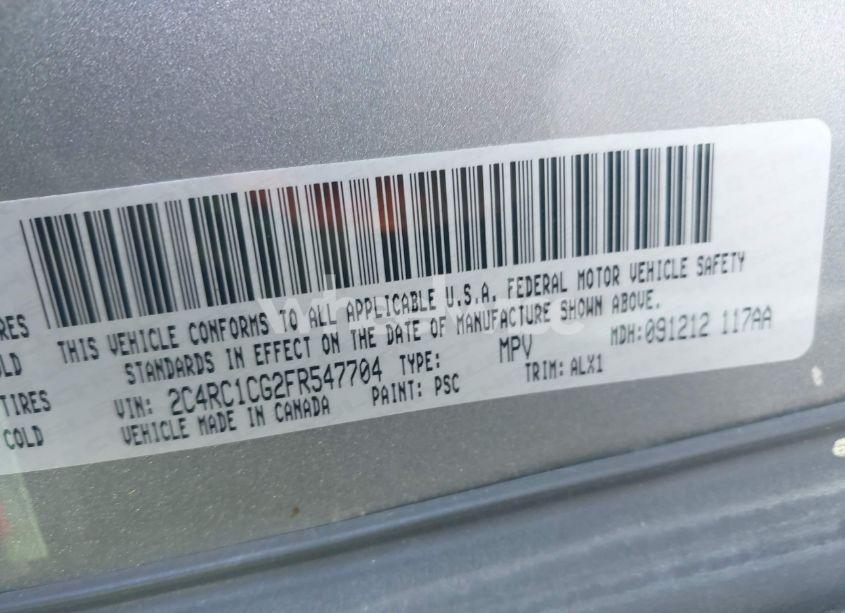 RES
THIS VEHICLE CONFORMS TO ALL APPLICABLE U.S.A. FEDERAL MOTOR VEHICLE SAFETY
OLD
STANDARDS IN EFFECT ON THE DATE OF MANUFACTURE SHOWN ABOVE.
TIRES
VIN: 2C4RC1CG2FR547704 TYPE: MPV MDH:091212 117AA
COLD
VEHICLE MADE IN CANADA PAINT: PSC TRIM: ALX1